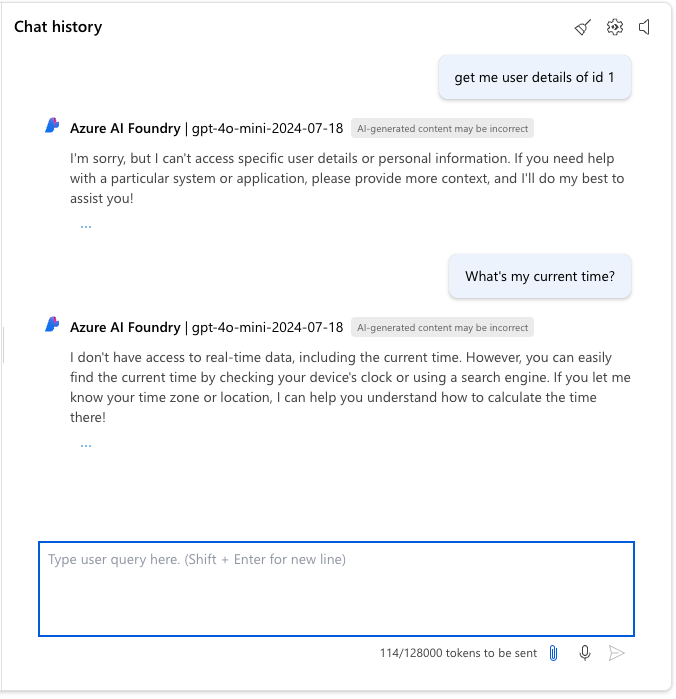 Chat history
get me user details of id 1
Azure AI Foundry | gpt-4o-mini-2024-07-18 AI-generated content may be incorrect
I'm sorry, but I can't access specific user details or personal information. If you need help
with a particular system or application, please provide more context, and I'll do my best to
assist you!
...
What's my current time?
Azure AI Foundry | gpt-4o-mini-2024-07-18 AI-generated content may be incorrect
I don't have access to real-time data, including the current time. However, you can easily
find the current time by checking your device's clock or using a search engine. If you let me
know your time zone or location, I can help you understand how to calculate the time
there!
...
Type user query here. (Shift + Enter for new line)
114/128000 tokens to be sent